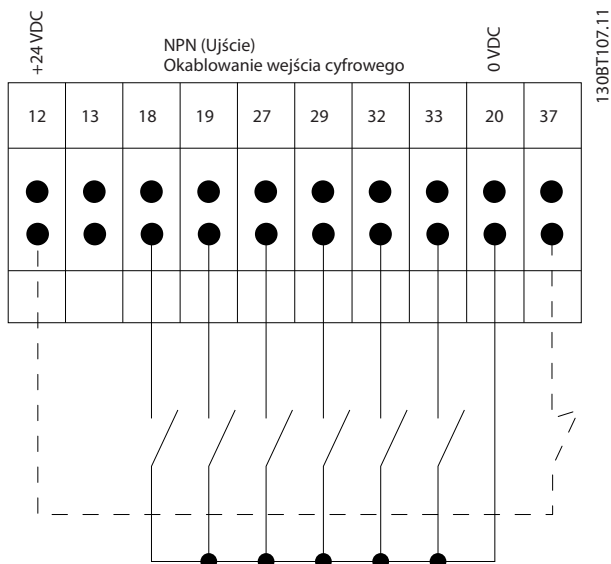 +24 VDC
NPN (Ujście)
Okablowanie wejścia cyfrowego
0 VDC
130BT107.11
12 13 18 19 27 29 32 33 20 37